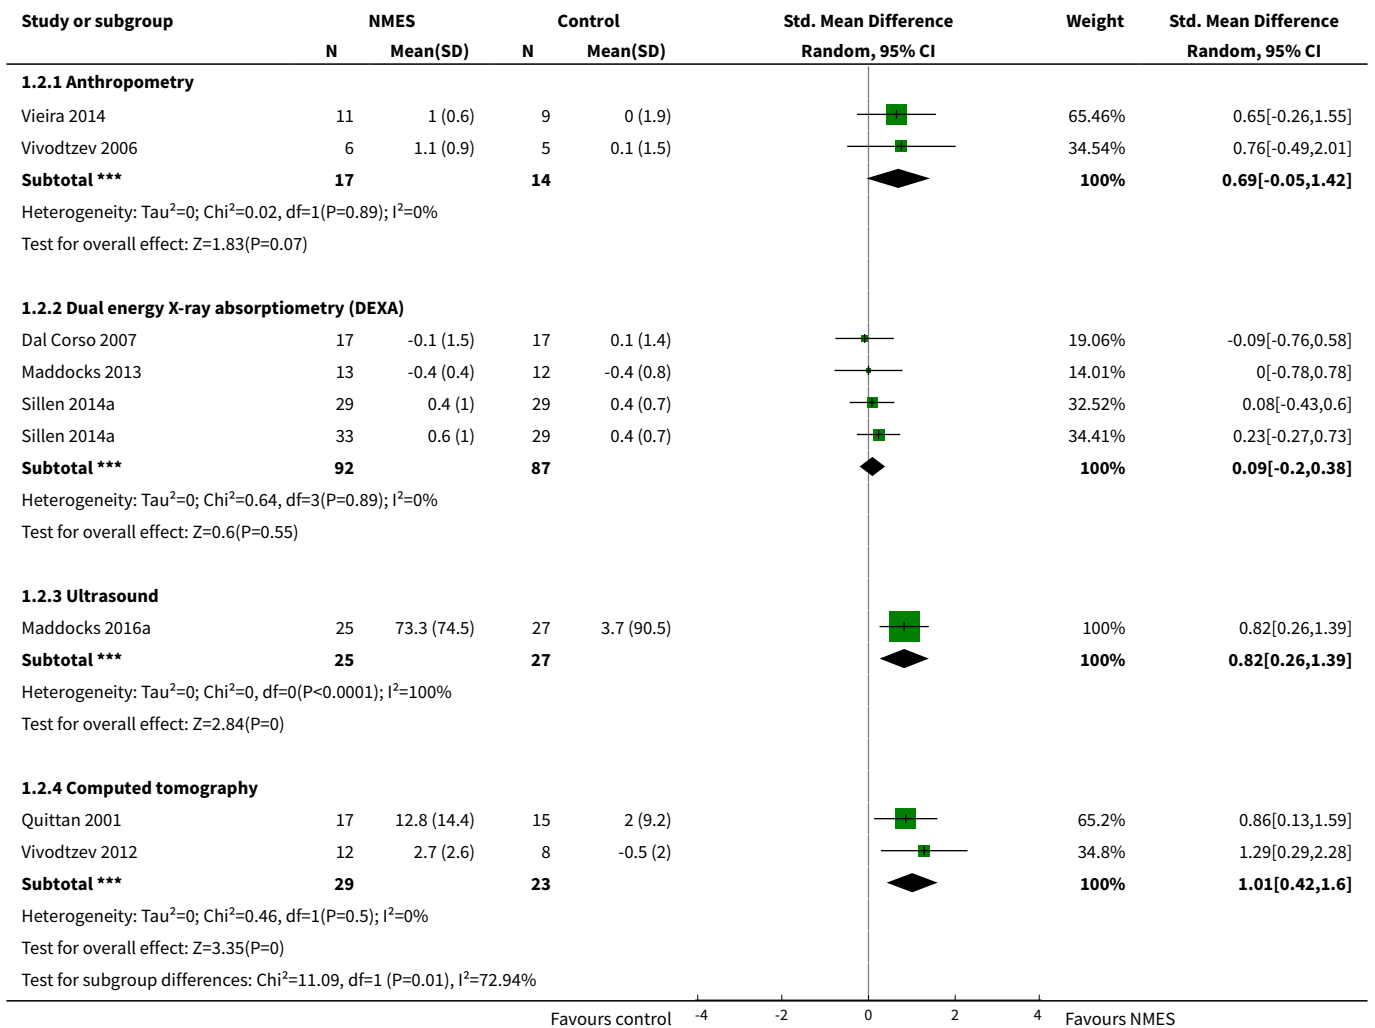 Study or subgroup NMES Control Std. Mean Difference Weight Std. Mean Difference
N Mean(SD) N Mean(SD) Random, 95% CI Random, 95% CI
1.2.1 Anthropometry
Vieira 2014 11 1 (0.6) 9 0 (1.9) 65.46% 0.65[-0.26,1.55]
Vivodtzev 2006 6 1.1 (0.9) 5 0.1 (1.5) 34.54% 0.76[-0.49,2.01]
Subtotal *** 17 14 100% 0.69[-0.05,1.42]
Heterogeneity: Tau²=0; Chi²=0.02, df=1(P=0.89); I²=0%
Test for overall effect: Z=1.83(P=0.07)
1.2.2 Dual energy X-ray absorptiometry (DEXA)
Dal Corso 2007 17 -0.1 (1.5) 17 0.1 (1.4) 19.06% -0.09[-0.76,0.58]
Maddocks 2013 13 -0.4 (0.4) 12 -0.4 (0.8) 14.01% 0[-0.78,0.78]
Sillen 2014a 29 0.4 (1) 29 0.4 (0.7) 32.52% 0.08[-0.43,0.6]
Sillen 2014a 33 0.6 (1) 29 0.4 (0.7) 34.41% 0.23[-0.27,0.73]
Subtotal *** 92 87 100% 0.09[-0.2,0.38]
Heterogeneity: Tau²=0; Chi²=0.64, df=3(P=0.89); I²=0%
Test for overall effect: Z=0.6(P=0.55)
1.2.3 Ultrasound
Maddocks 2016a 25 73.3 (74.5) 27 3.7 (90.5) 100% 0.82[0.26,1.39]
Subtotal *** 25 27 100% 0.82[0.26,1.39]
Heterogeneity: Tau²=0; Chi²=0, df=0(P<0.0001); I²=100%
Test for overall effect: Z=2.84(P=0)
1.2.4 Computed tomography
Quittan 2001 17 12.8 (14.4) 15 2 (9.2) 65.2% 0.86[0.13,1.59]
Vivodtzev 2012 12 2.7 (2.6) 8 -0.5 (2) 34.8% 1.29[0.29,2.28]
Subtotal *** 29 23 100% 1.01[0.42,1.6]
Heterogeneity: Tau²=0; Chi²=0.46, df=1(P=0.5); I²=0%
Test for overall effect: Z=3.35(P=0)
Test for subgroup differences: Chi²=11.09, df=1 (P=0.01), I²=72.94%
Favours control -4 -2 0 2 4 Favours NMES